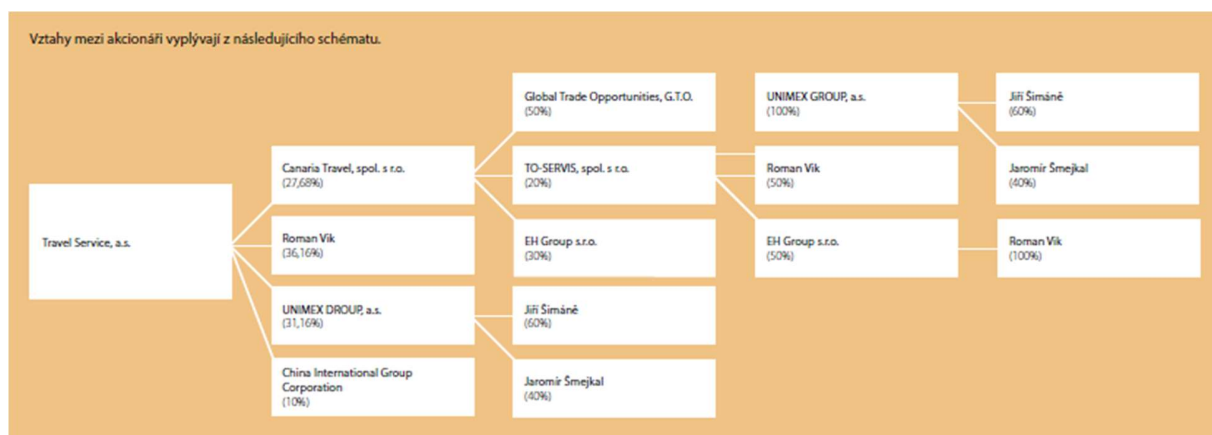 Vztahy mezi akcionáři vyplývají z následujícího schématu.
Travel Service, a.s.
Canaria Travel, spol. s r.o.
(27,68%)
Roman Vik
(36,16%)
UNIMEX DROUP, a.s.
(31,16%)
China International Group
Corporation
(10%)
Global Trade Opportunities, G.T.O.
(50%)
TO-SERVIS, spol. s r.o.
(20%)
EH Group s.r.o.
(30%)
Jiří Šimáně
(60%)
Jaromír Šmejkal
(40%)
UNIMEX GROUP, a.s.
(100%)
Roman Vik
(50%)
EH Group s.r.o.
(50%)
Jiří Šimáně
(60%)
Jaromír Šmejkal
(40%)
Roman Vik
(100%)